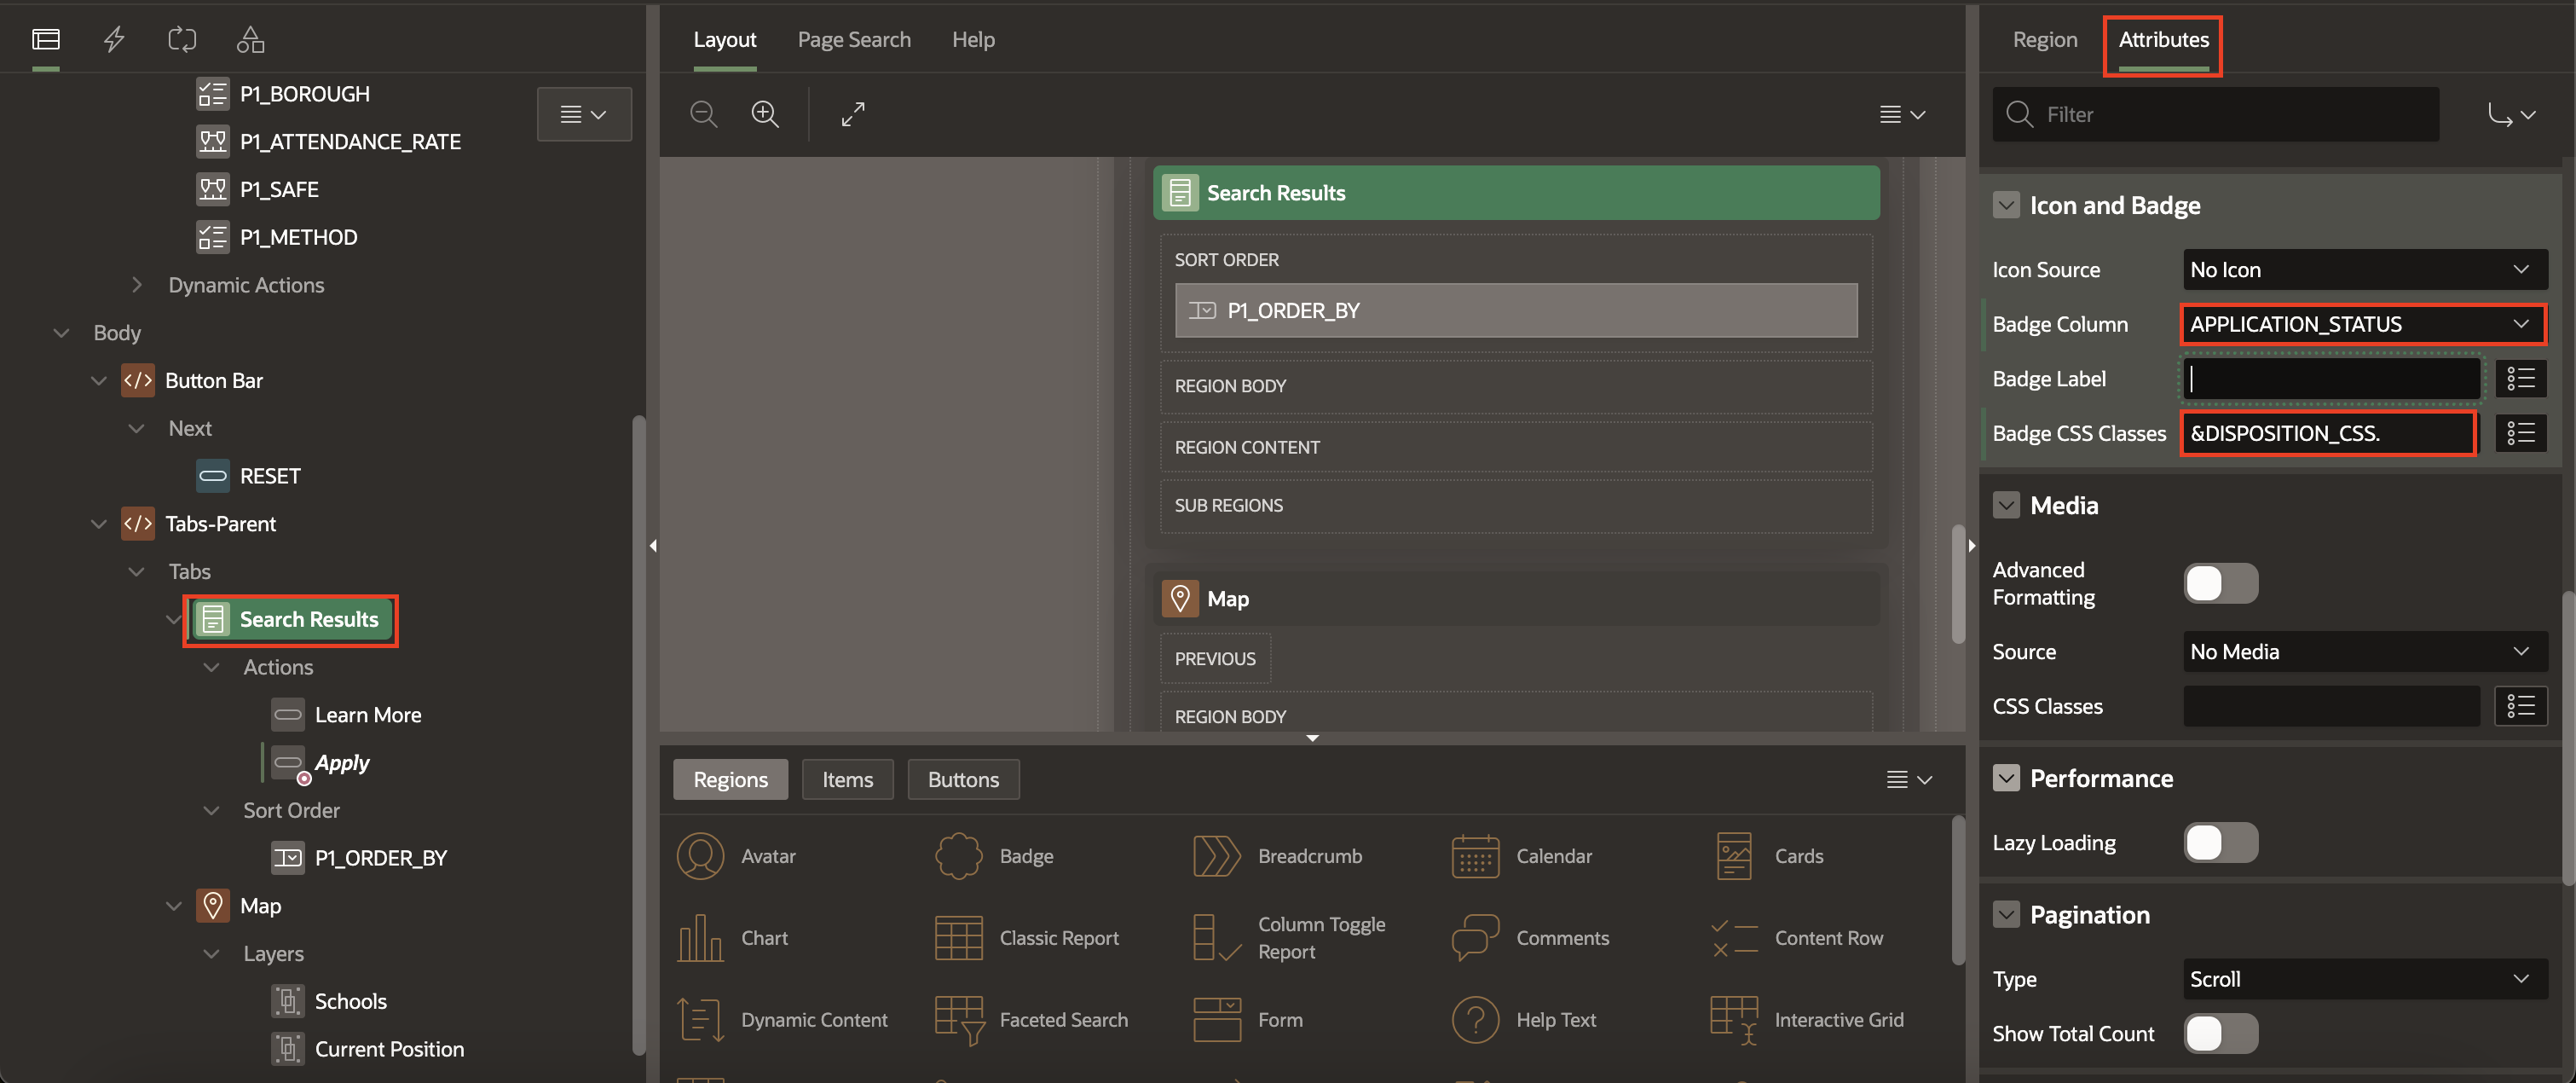 P1_BOROUGH
P1_ATTENDANCE_RATE
P1_SAFE
P1_METHOD
Dynamic Actions
Body
Button Bar
Next
RESET
Tabs-Parent
Tabs
Search Results
Actions
Learn More
Apply
Sort Order
P1_ORDER_BY
Map
Layers
Schools
Current Position
Layout Page Search Help
Search Results
SORT ORDER
P1_ORDER_BY
REGION BODY
REGION CONTENT
SUB REGIONS
Map
PREVIOUS
REGION BODY
Regions Items Buttons
Avatar Badge Breadcrumb Calendar Cards
Chart Classic Report Column Toggle Report Comments Content Row
Dynamic Content Faceted Search Form Help Text Interactive Grid
Region Attributes
Filter
Icon and Badge
Icon Source No Icon
Badge Column APPLICATION_STATUS
Badge Label
Badge CSS Classes &DISPOSITION_CSS.
Media
Advanced
Formatting
Source No Media
CSS Classes
Performance
Lazy Loading
Pagination
Type Scroll
Show Total Count